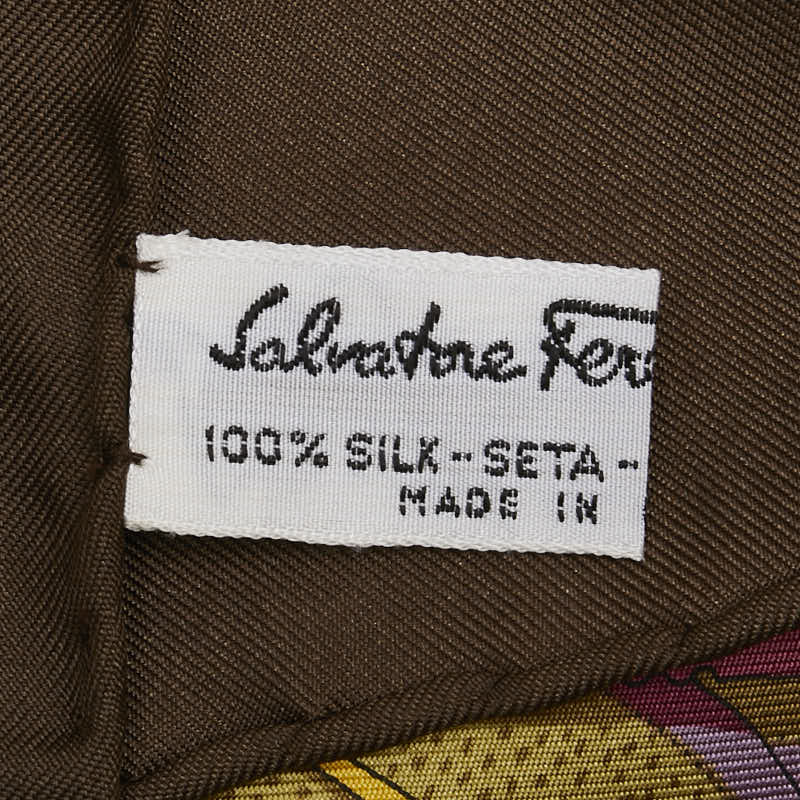 Salvatore Fer
100% SILK - SETA -
MADE IN